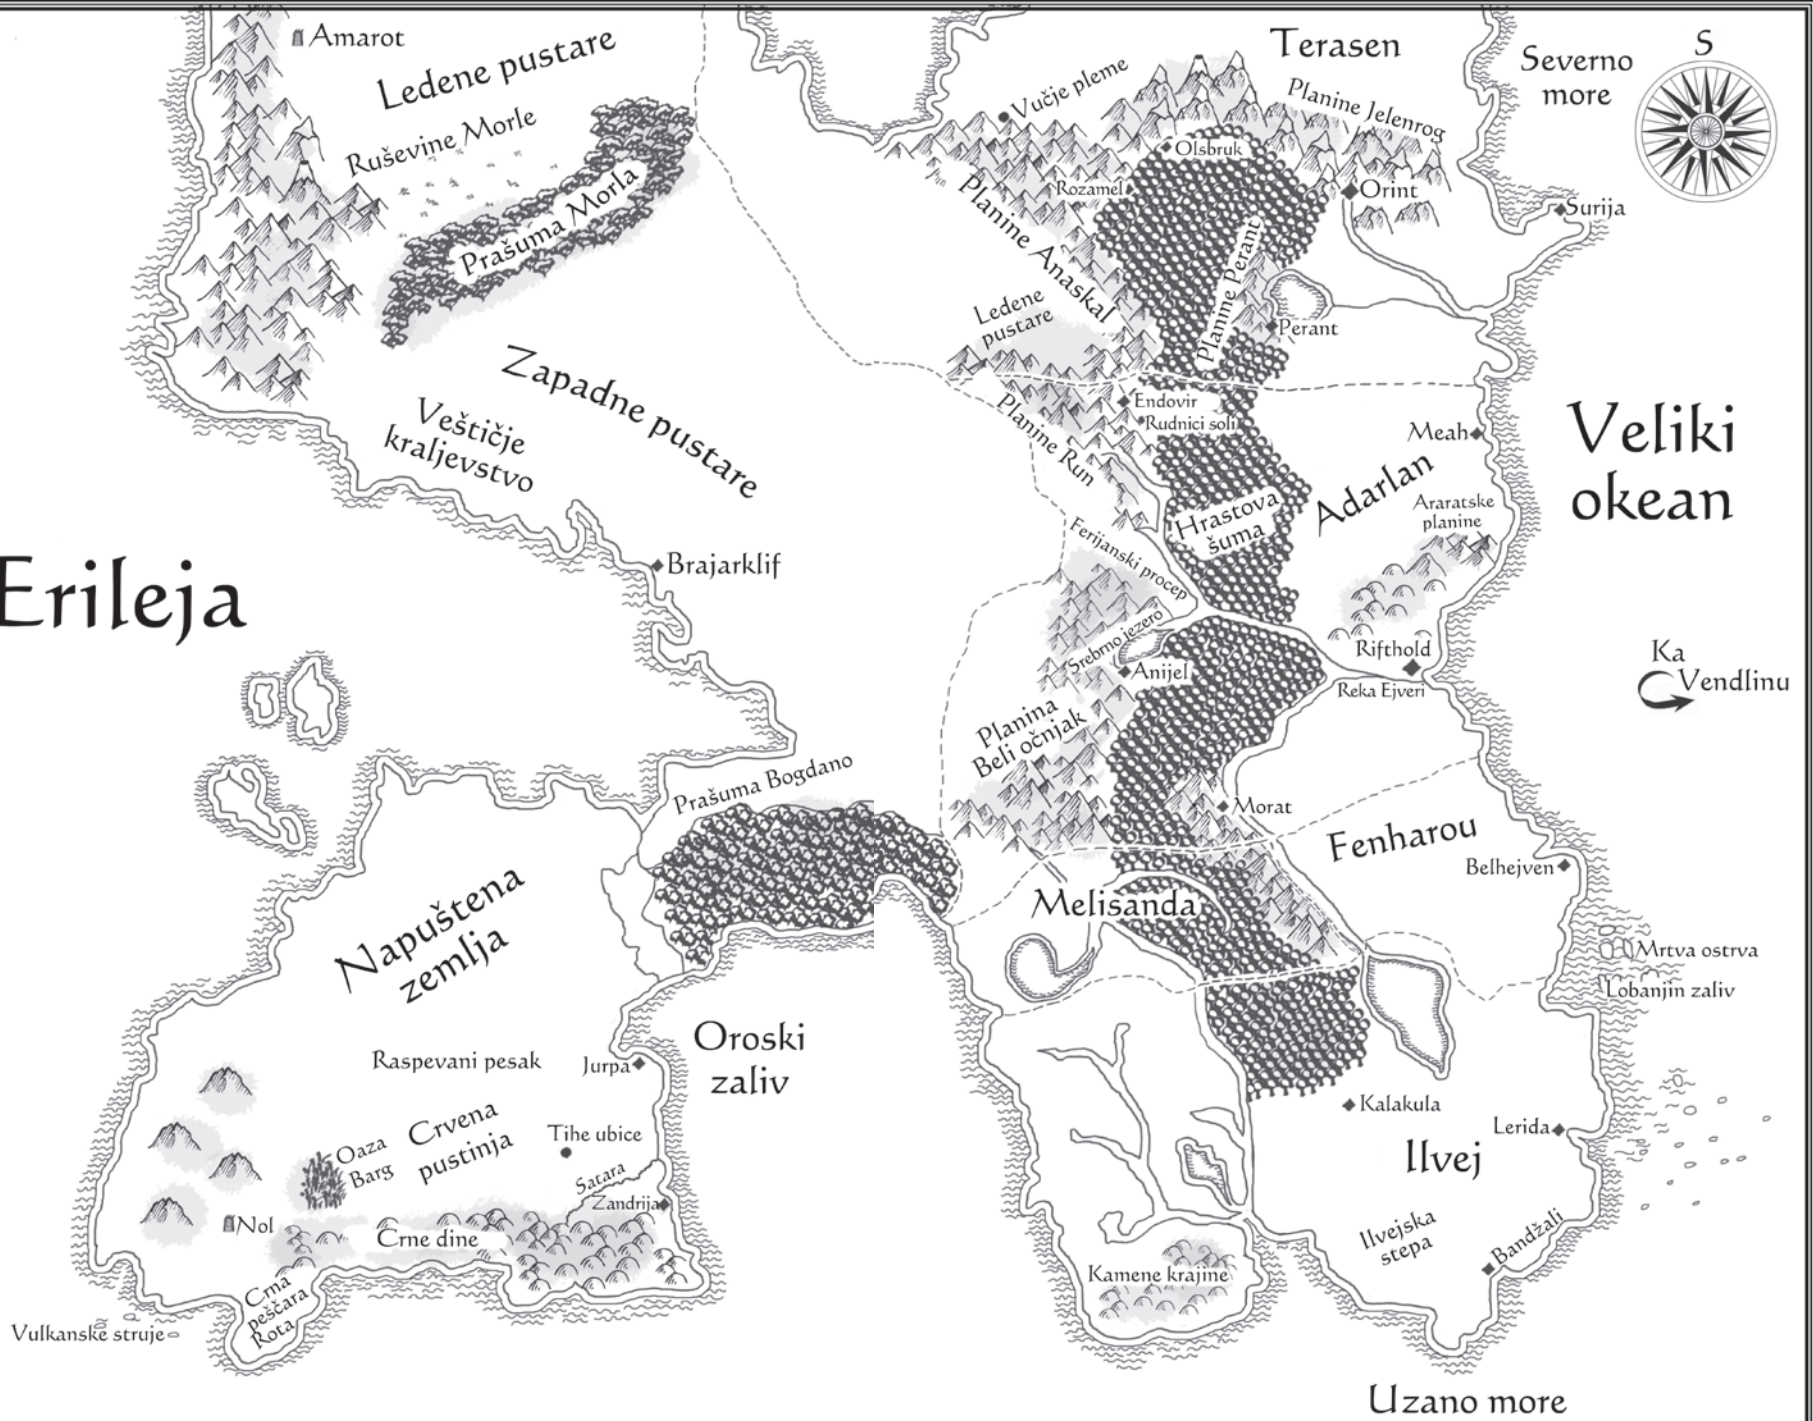 Amarot
Ledene pustare
Ruševine Morle
Prašuma Morla
Zapadne pustare
Veštičje
kraljevstvo
Brajarklif
Erileja
Terasen
Severno
more
S
Vučje pleme
Planine Jelenrog
Olsbruk
Rozamel
Orint
Surija
Planine Anaskal
Planine Perant
Perant
Ledene
pustare
Endovir
Rudnici soli
Planine Run
Meah
Adarlan
Veliki
okean
Araratske
planine
Hrastova
šuma
Ferijanski procep
Srebrno jezero
Anijel
Rifthold
Reka Ejveri
Ka
Vendlinu
Planina
Beli očnjak
Prašuma Bogdano
Morat
Fenharou
Belhejven
Melisanda
Mrtva ostrva
Lobanjin zaliv
Napuštena
zemlja
Oroski
zaliv
Raspevani pesak
Jurpa
Crvena
pustinja
Oaza
Barg
Tihe ubice
Satara
Zandrija
Nol
Crne dine
Crna
peščara
Rota
Vulkanske struje
Kalakula
Lerida
Ilvej
Ilvejska
stepa
Bandžali
Kamene krajine
Uzano more